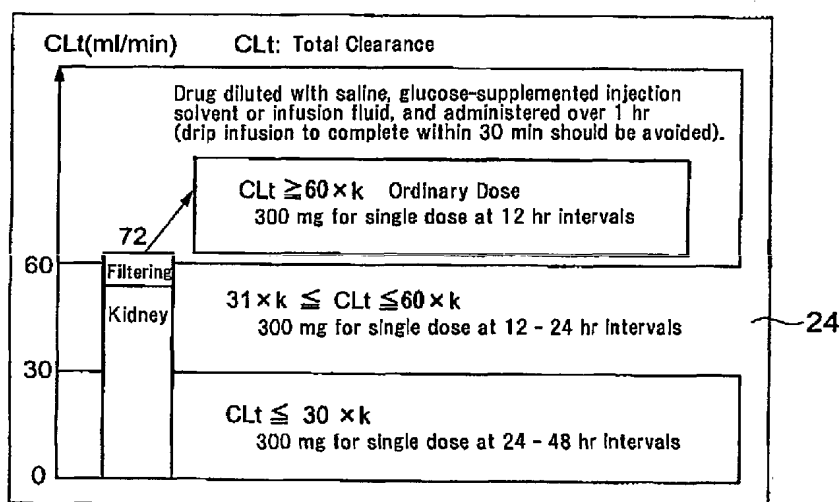 CLt(ml/min) CLt: Total Clearance
Drug diluted with saline, glucose-supplemented injection
solvent or infusion fluid, and administered over 1 hr
(drip infusion to complete within 30 min should be avoided).
CLt ≧60×k Ordinary Dose
300 mg for single dose at 12 hr intervals
72
60
Filtering
Kidney
31×k ≦ CLt ≦60×k
300 mg for single dose at 12 - 24 hr intervals
24
30
CLt ≦ 30 ×k
300 mg for single dose at 24 - 48 hr intervals
0